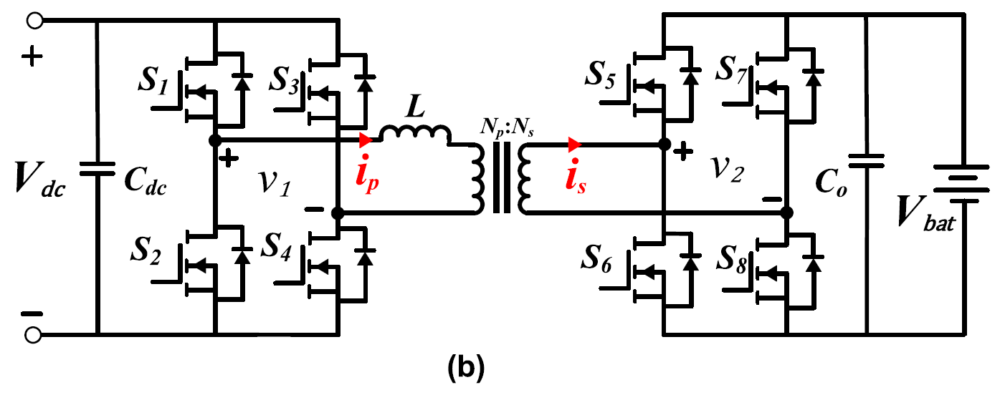 +
S1
S3
S5
S7
L
Np:Ns
+
v1
ip
is
+
v2
Vdc
Cdc
Co
Vbat
-
-
S2
S4
S6
S8
-
(b)